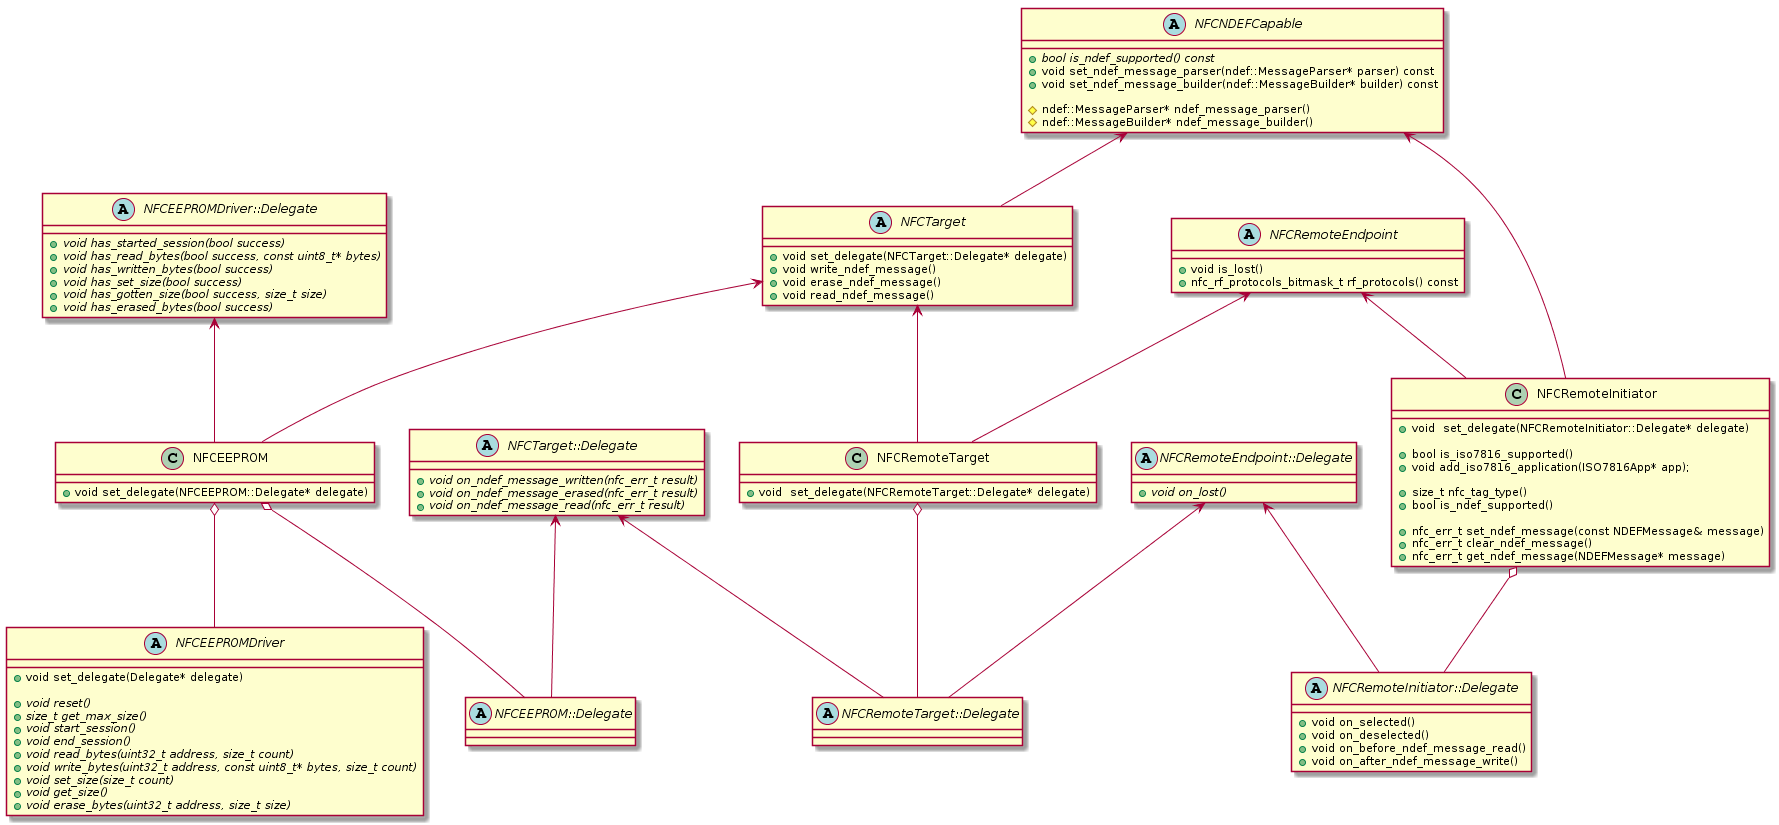 A NFCNDEFCapable
bool is_ndef_supported() const
void set_ndef_message_parser(ndef::MessageParser* parser) const
void set_ndef_message_builder(ndef::MessageBuilder* builder) const
ndef::MessageParser* ndef_message_parser()
ndef::MessageBuilder* ndef_message_builder()
A NFCEEPROMDriver::Delegate
void has_started_session(bool success)
void has_read_bytes(bool success, const uint8_t* bytes)
void has_written_bytes(bool success)
void has_set_size(bool success)
void has_gotten_size(bool success, size_t size)
void has_erased_bytes(bool success)
A NFCTarget
void set_delegate(NFCTarget::Delegate* delegate)
void write_ndef_message()
void erase_ndef_message()
void read_ndef_message()
A NFCRemoteEndpoint
void is_lost()
nfc_rf_protocols_bitmask_t rf_protocols() const
C NFCRemoteInitiator
void  set_delegate(NFCRemoteInitiator::Delegate* delegate)
bool is_iso7816_supported()
void add_iso7816_application(ISO7816App* app);
size_t nfc_tag_type()
bool is_ndef_supported()
nfc_err_t set_ndef_message(const NDEFMessage& message)
nfc_err_t clear_ndef_message()
nfc_err_t get_ndef_message(NDEFMessage* message)
C NFCEEPROM
void set_delegate(NFCEEPROM::Delegate* delegate)
A NFCTarget::Delegate
void on_ndef_message_written(nfc_err_t result)
void on_ndef_message_erased(nfc_err_t result)
void on_ndef_message_read(nfc_err_t result)
C NFCRemoteTarget
void  set_delegate(NFCRemoteTarget::Delegate* delegate)
A NFCRemoteEndpoint::Delegate
void on_lost()
A NFCEEPROMDriver
void set_delegate(Delegate* delegate)
void reset()
size_t get_max_size()
void start_session()
void end_session()
void read_bytes(uint32_t address, size_t count)
void write_bytes(uint32_t address, const uint8_t* bytes, size_t count)
void set_size(size_t count)
void get_size()
void erase_bytes(uint32_t address, size_t size)
A NFCEEPROM::Delegate
A NFCRemoteTarget::Delegate
A NFCRemoteInitiator::Delegate
void on_selected()
void on_deselected()
void on_before_ndef_message_read()
void on_after_ndef_message_write()